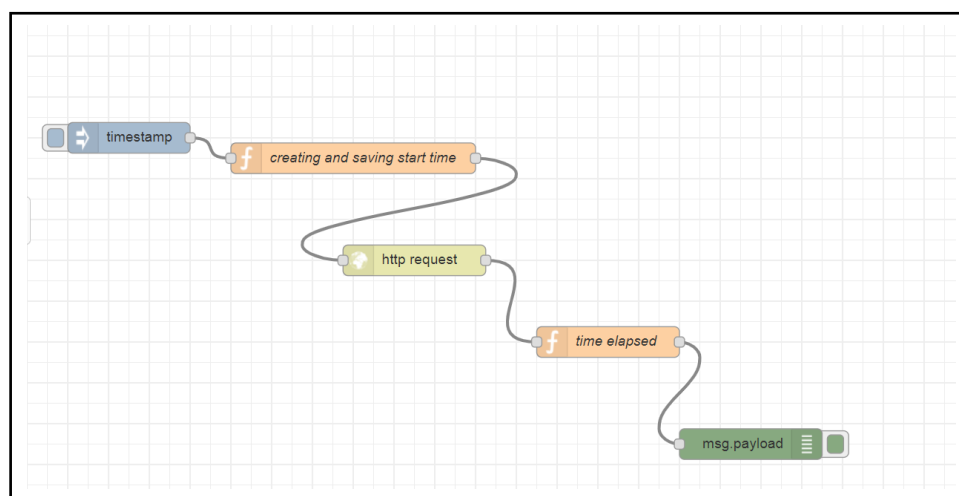 timestamp
creating and saving start time
http request
time elapsed
msg.payload